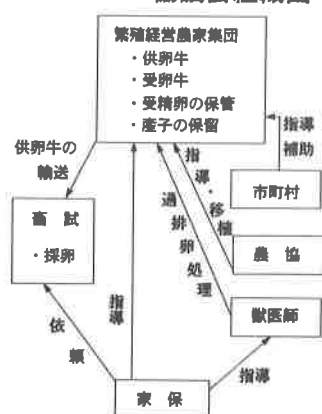 繁殖経営農家集団
・供卵牛
・受卵牛
・受精卵の保管
・産子の保留
指導
補助
供卵牛の
輸送
市町村
指導・移植
過排卵処理
畜試
・採卵
農協
獣医師
指導
依頼
家保
指導